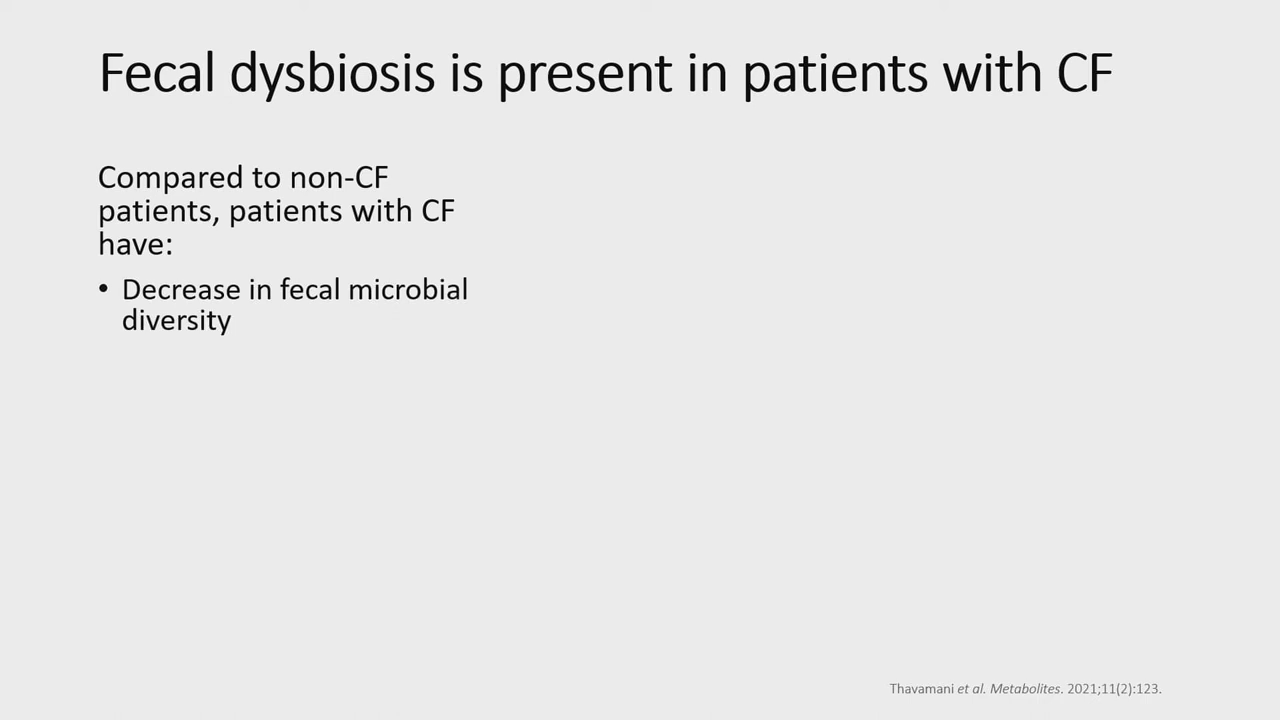 Fecal dysbiosis is present in patients with CF
Compared to non-CF
patients, patients with CF
have:
• Decrease in fecal microbial
diversity
Thavamani et al. Metabolites. 2021;11(2):123.